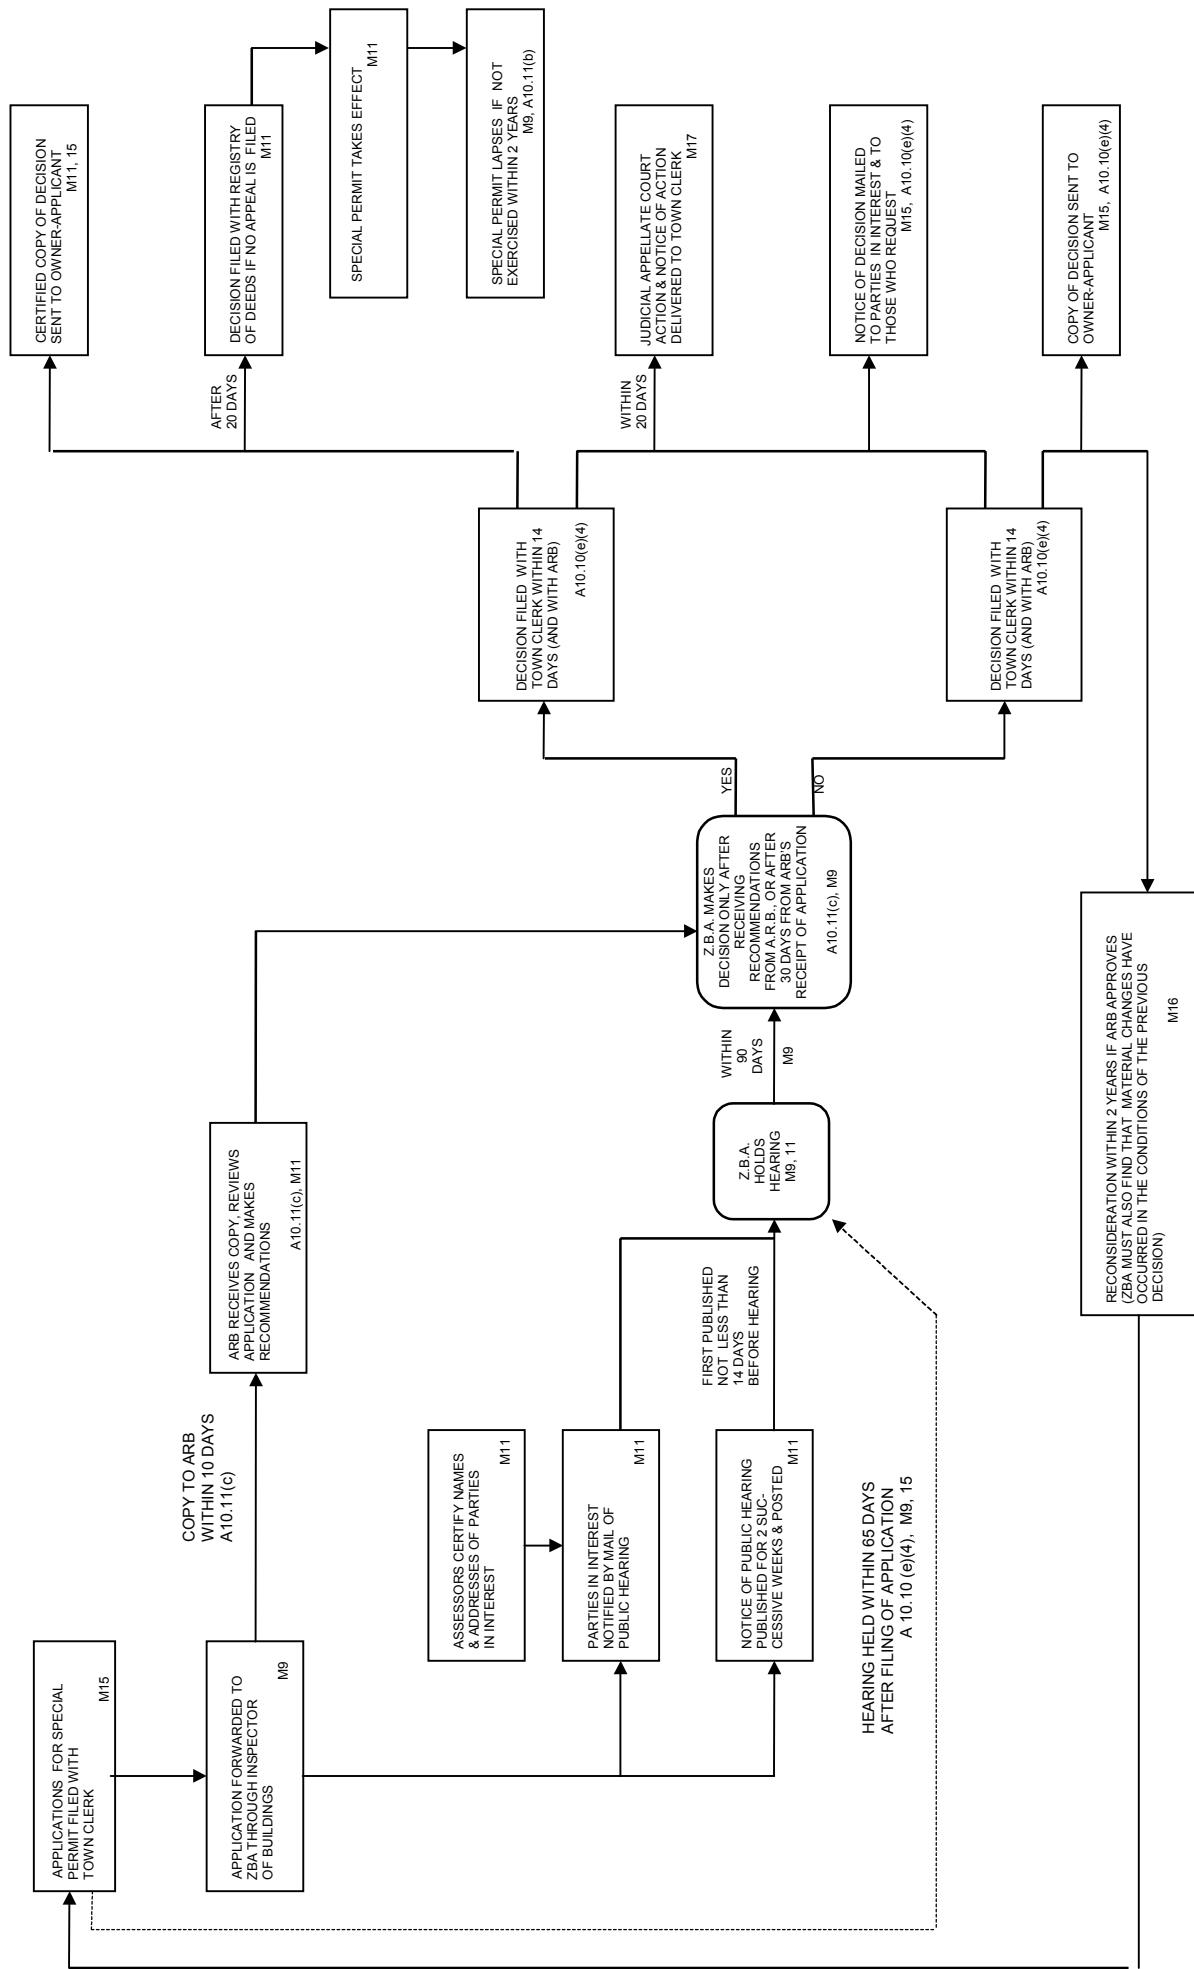 APPLICATIONS FOR SPECIAL
PERMIT FILED WITH
TOWN CLERK
M15
APPLICATION FORWARDED TO
ZBA THROUGH INSPECTOR
OF BUILDINGS
M9
COPY TO ARB
WITHIN 10 DAYS
A10.11(c)
ARB RECEIVES COPY, REVIEWS
APPLICATION AND MAKES
RECOMMENDATIONS
A10.11(c), M11
ASSESSORS CERTIFY NAMES
& ADDRESSES OF PARTIES
IN INTEREST
M11
PARTIES IN INTEREST
NOTIFIED BY MAIL OF
PUBLIC HEARING
M11
NOTICE OF PUBLIC HEARING
PUBLISHED FOR 2 SUC-
CESSIVE WEEKS & POSTED
M11
FIRST PUBLISHED
NOT LESS THAN
14 DAYS
BEFORE HEARING
HEARING HELD WITHIN 65 DAYS
AFTER FILING OF APPLICATION
A 10.10 (e)(4), M9, 15
Z.B.A.
HOLDS
HEARING
M9, 11
WITHIN
90
DAYS
M9
Z.B.A. MAKES
DECISION ONLY AFTER
RECEIVING
RECOMMENDATIONS
FROM A.R.B., OR AFTER
30 DAYS FROM ARB'S
RECEIPT OF APPLICATION
A10.11(c), M9
YES
NO
DECISION FILED WITH
TOWN CLERK WITHIN 14
DAYS (AND WITH ARB)
A10.10(e)(4)
DECISION FILED WITH
TOWN CLERK WITHIN 14
DAYS (AND WITH ARB)
A10.10(e)(4)
CERTIFIED COPY OF DECISION
SENT TO OWNER-APPLICANT
M11, 15
AFTER
20 DAYS
DECISION FILED WITH REGISTRY
OF DEEDS IF NO APPEAL IS FILED
M11
SPECIAL PERMIT TAKES EFFECT
M11
SPECIAL PERMIT LAPSES IF NOT
EXERCISED WITHIN 2 YEARS
M9, A10.11(b)
WITHIN
20 DAYS
JUDICIAL APPELLATE COURT
ACTION & NOTICE OF ACTION
DELIVERED TO TOWN CLERK
M17
NOTICE OF DECISION MAILED
TO PARTIES IN INTEREST & TO
THOSE WHO REQUEST
M15, A10.10(e)(4)
COPY OF DECISION SENT TO
OWNER-APPLICANT
M15, A10.10(e)(4)
RECONSIDERATION WITHIN 2 YEARS IF ARB APPROVES
(ZBA MUST ALSO FIND THAT MATERIAL CHANGES HAVE
OCCURRED IN THE CONDITIONS OF THE PREVIOUS
DECISION)
M16